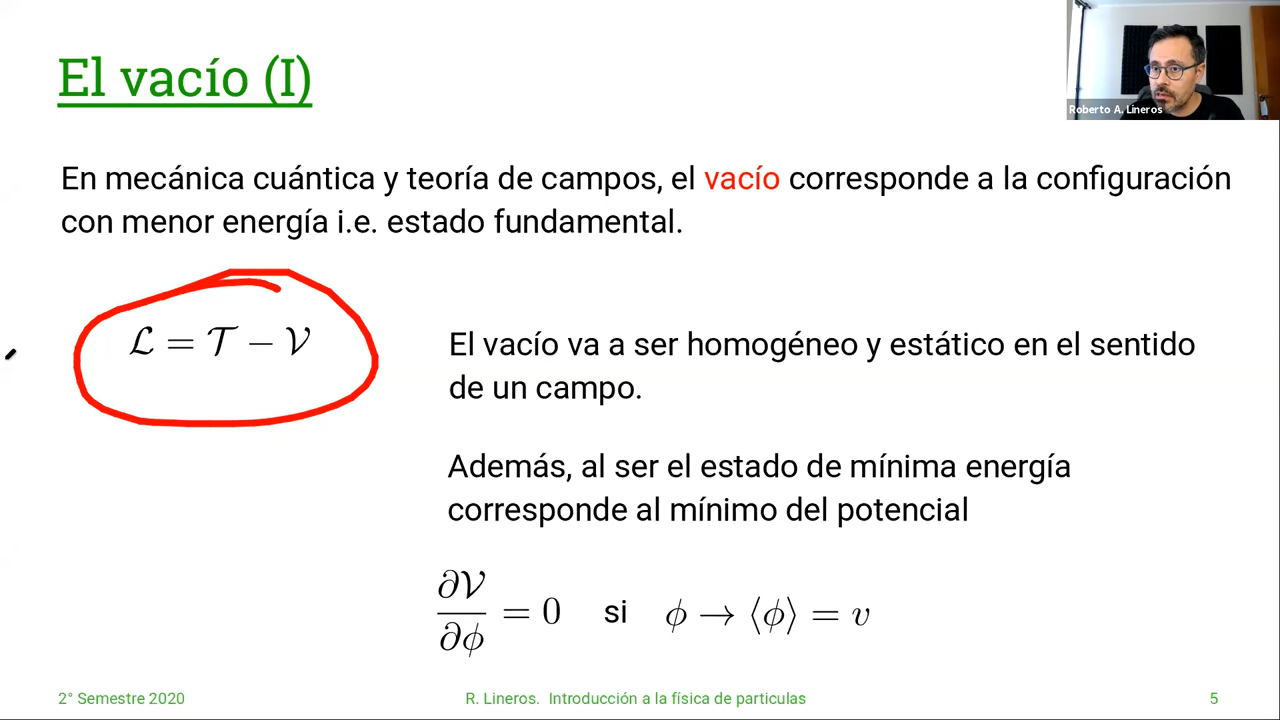 El vacío (I)
Roberto A. Lineros
En mecánica cuántica y teoría de campos, el vacío corresponde a la configuración
con menor energía i.e. estado fundamental.
ℒ = 𝒯 − 𝒱
El vacío va a ser homogéneo y estático en el sentido
de un campo.
Además, al ser el estado de mínima energía
corresponde al mínimo del potencial
∂𝒱/∂ϕ = 0 si ϕ → ⟨ϕ⟩ = v
2° Semestre 2020 R. Lineros. Introducción a la física de particulas 5